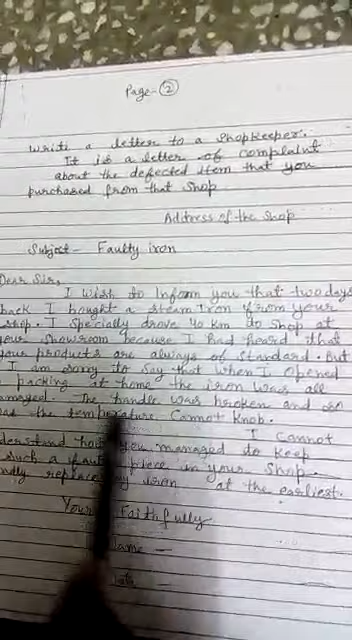 Page- 2
Write a letter to a Shopkeeper.
It is a letter of complaint
about the defected item that you
purchased from that Shop
Address of the Shop
Subject - Faulty iron
Dear Sir,
I Wish to Inform you that two days
back I bought a steam Iron from your
shop. I Specially drove 40 Km to Shop at
your Showroom because I had heard that
your products are always of Standard. But
I am sorry to Say that when I Opened
packing at home the iron was all
damaged. The handle was broken and so
was the temperature Cannot Knob.
I Cannot
understand how you managed to keep
such a piece in your Shop.
Kindly replace my iron at the earliest.
Your Faithfully
Name -